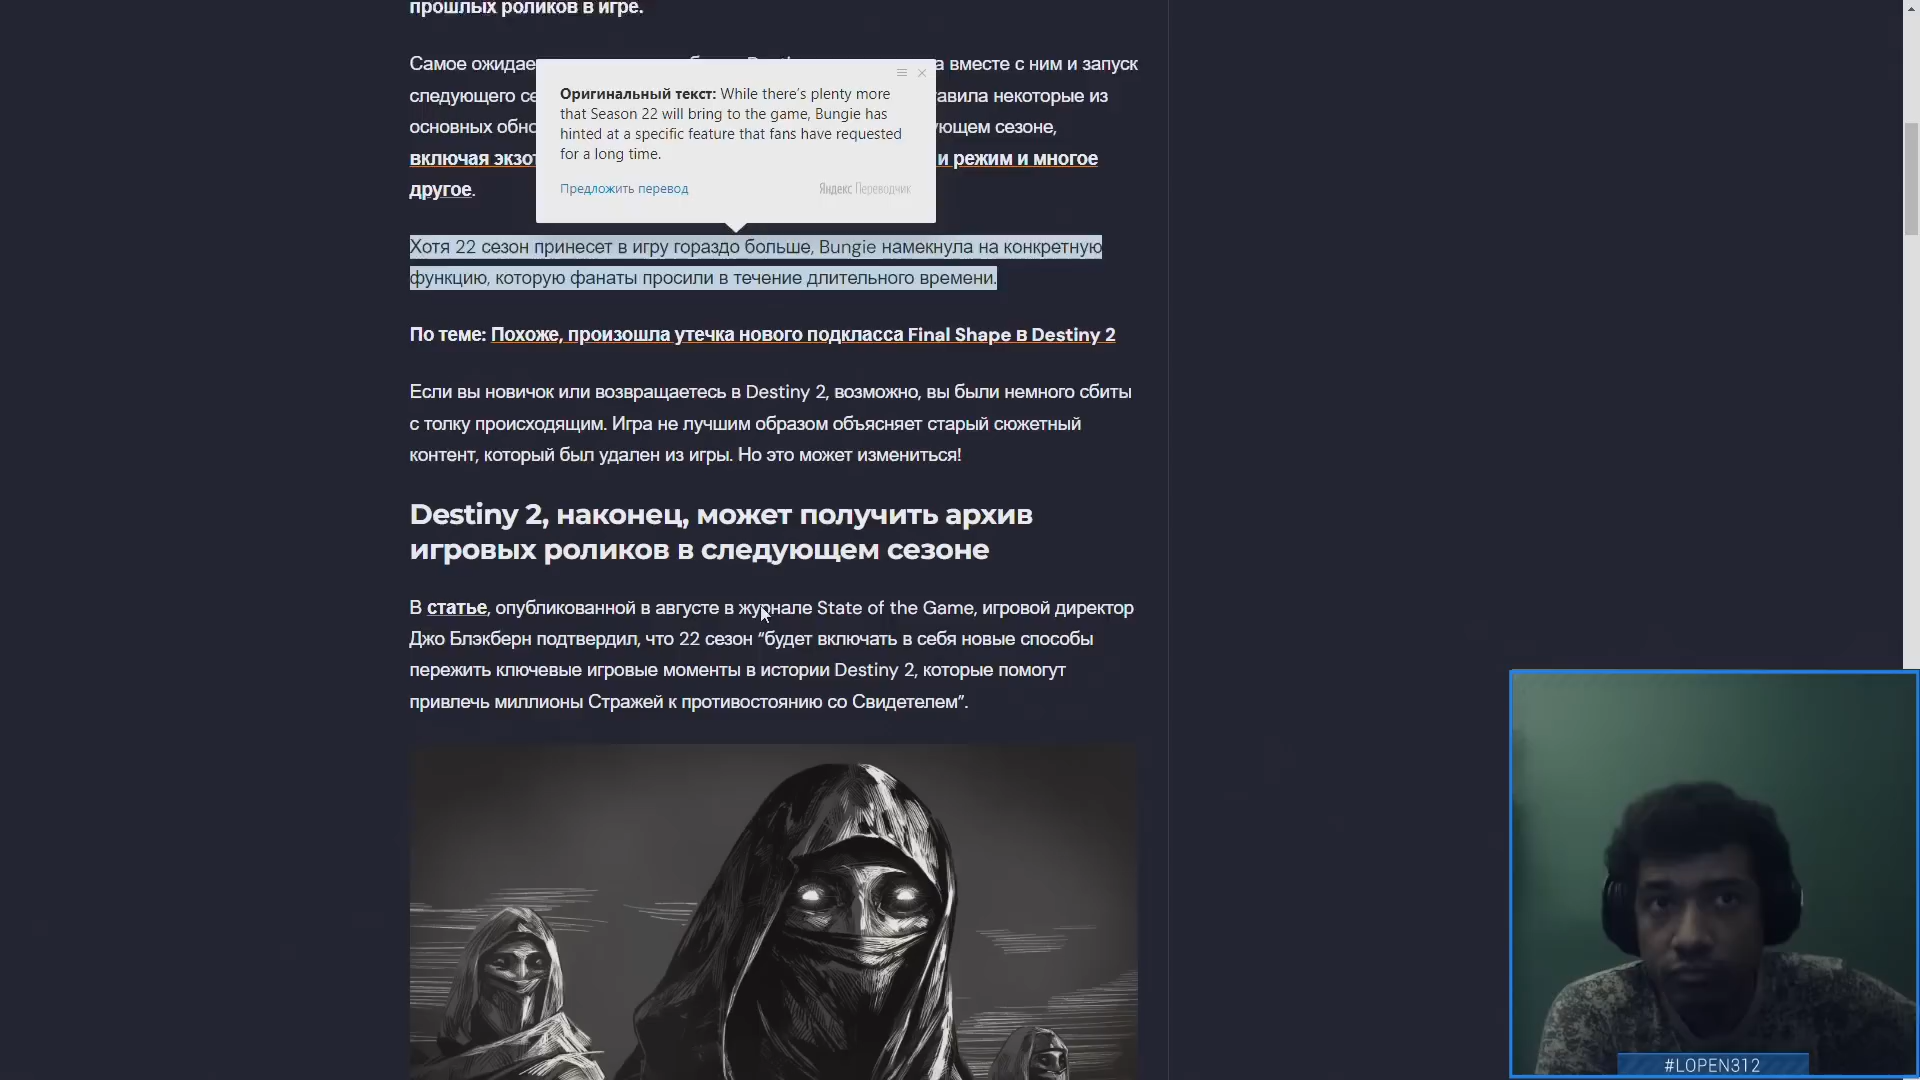 прошлых роликов в игре.
Самое ожидае
а вместе с ним и запуск
следующего се
авила некоторые из
основных обно
ющем сезоне,
включая экзот
и режим и многое
другое.
Оригинальный текст: While there's plenty more
that Season 22 will bring to the game, Bungie has
hinted at a specific feature that fans have requested
for a long time.
Предложить перевод
Яндекс Переводчик
Хотя 22 сезон принесет в игру гораздо больше, Bungie намекнула на конкретную
функцию, которую фанаты просили в течение длительного времени.
По теме: Похоже, произошла утечка нового подкласса Final Shape в Destiny 2
Если вы новичок или возвращаетесь в Destiny 2, возможно, вы были немного сбиты
с толку происходящим. Игра не лучшим образом объясняет старый сюжетный
контент, который был удален из игры. Но это может измениться!
Destiny 2, наконец, может получить архив
игровых роликов в следующем сезоне
В статье, опубликованной в августе в журнале State of the Game, игровой директор
Джо Блэкберн подтвердил, что 22 сезон “будет включать в себя новые способы
пережить ключевые игровые моменты в истории Destiny 2, которые помогут
привлечь миллионы Стражей к противостоянию со Свидетелем”.
#LOPEN312